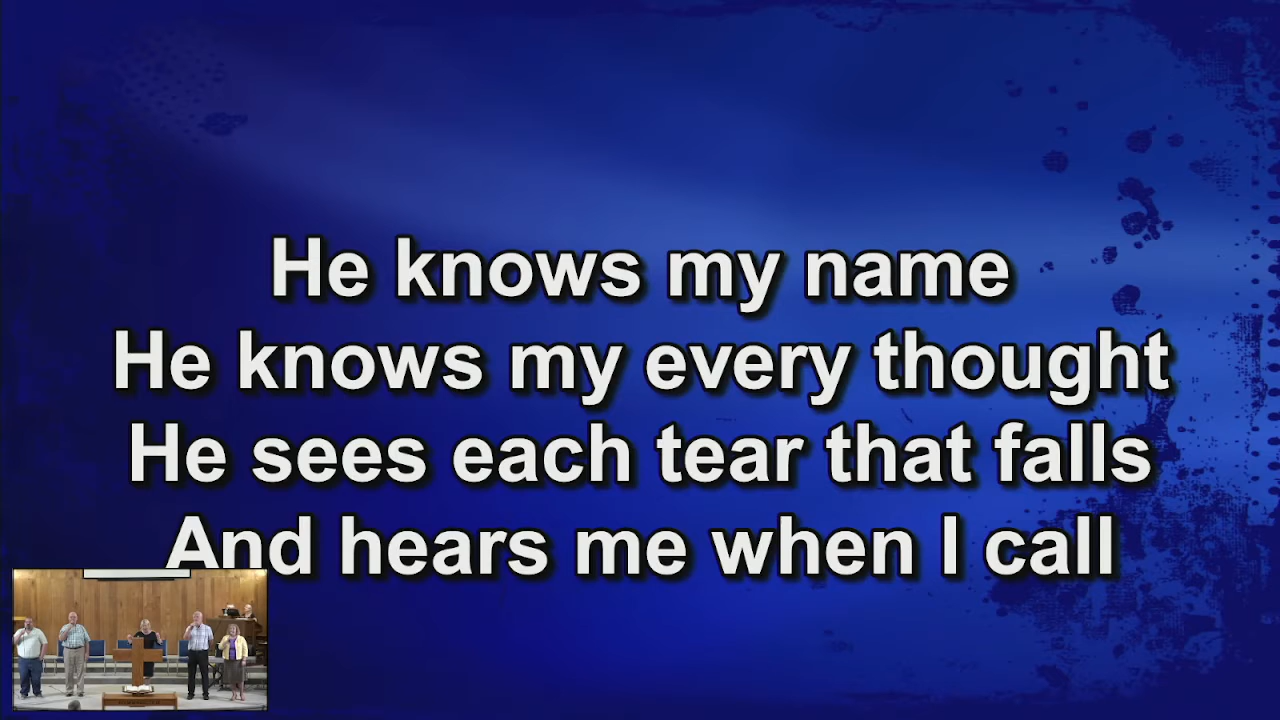 He knows my name
He knows my every thought
He sees each tear that falls
And hears me when I call